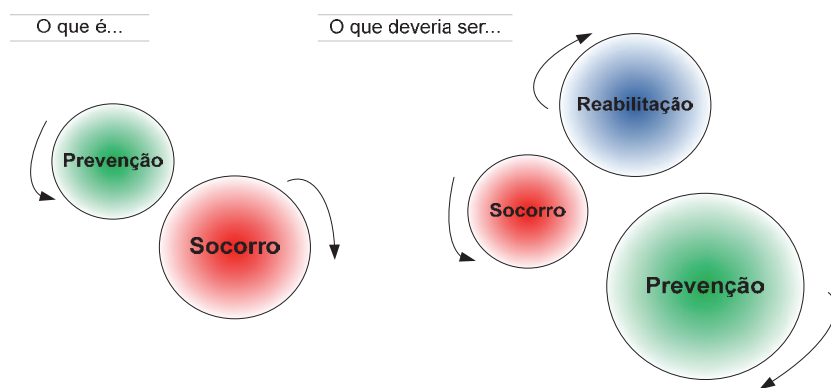 O que é...
O que deveria ser...
Prevenção
Socorro
Reabilitação
Socorro
Prevenção